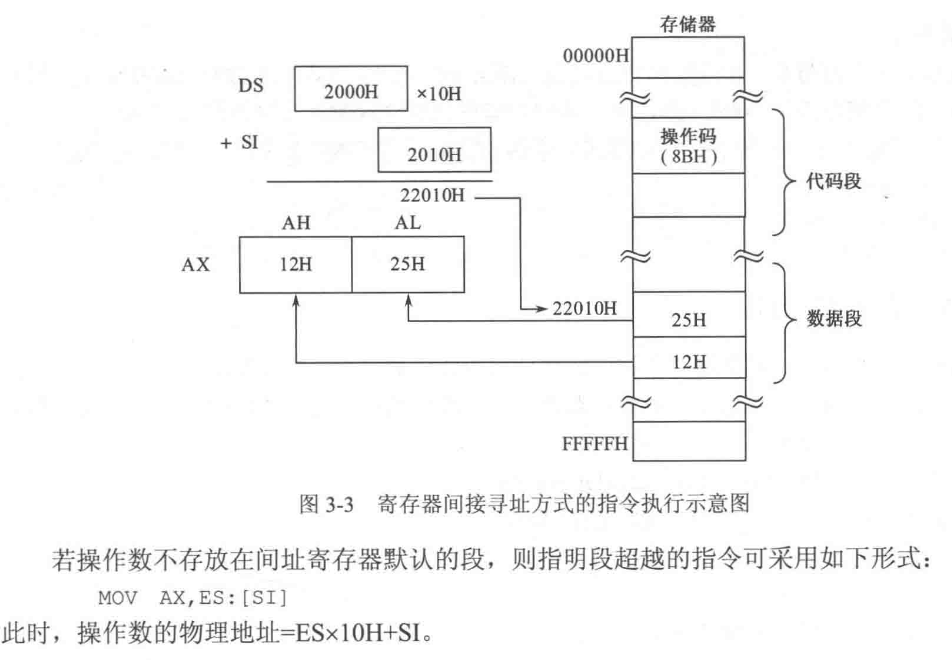 存储器
00000H
DS 2000H ×10H
操作码
(8BH)
+ SI 2010H
代码段
22010H
AH AL
AX 12H 25H
22010H 25H
数据段
12H
FFFFFH
图 3-3 寄存器间接寻址方式的指令执行示意图
若操作数不存放在间址寄存器默认的段，则指明段超越的指令可采用如下形式：
MOV AX,ES:[SI]
此时，操作数的物理地址=ES×10H+SI。